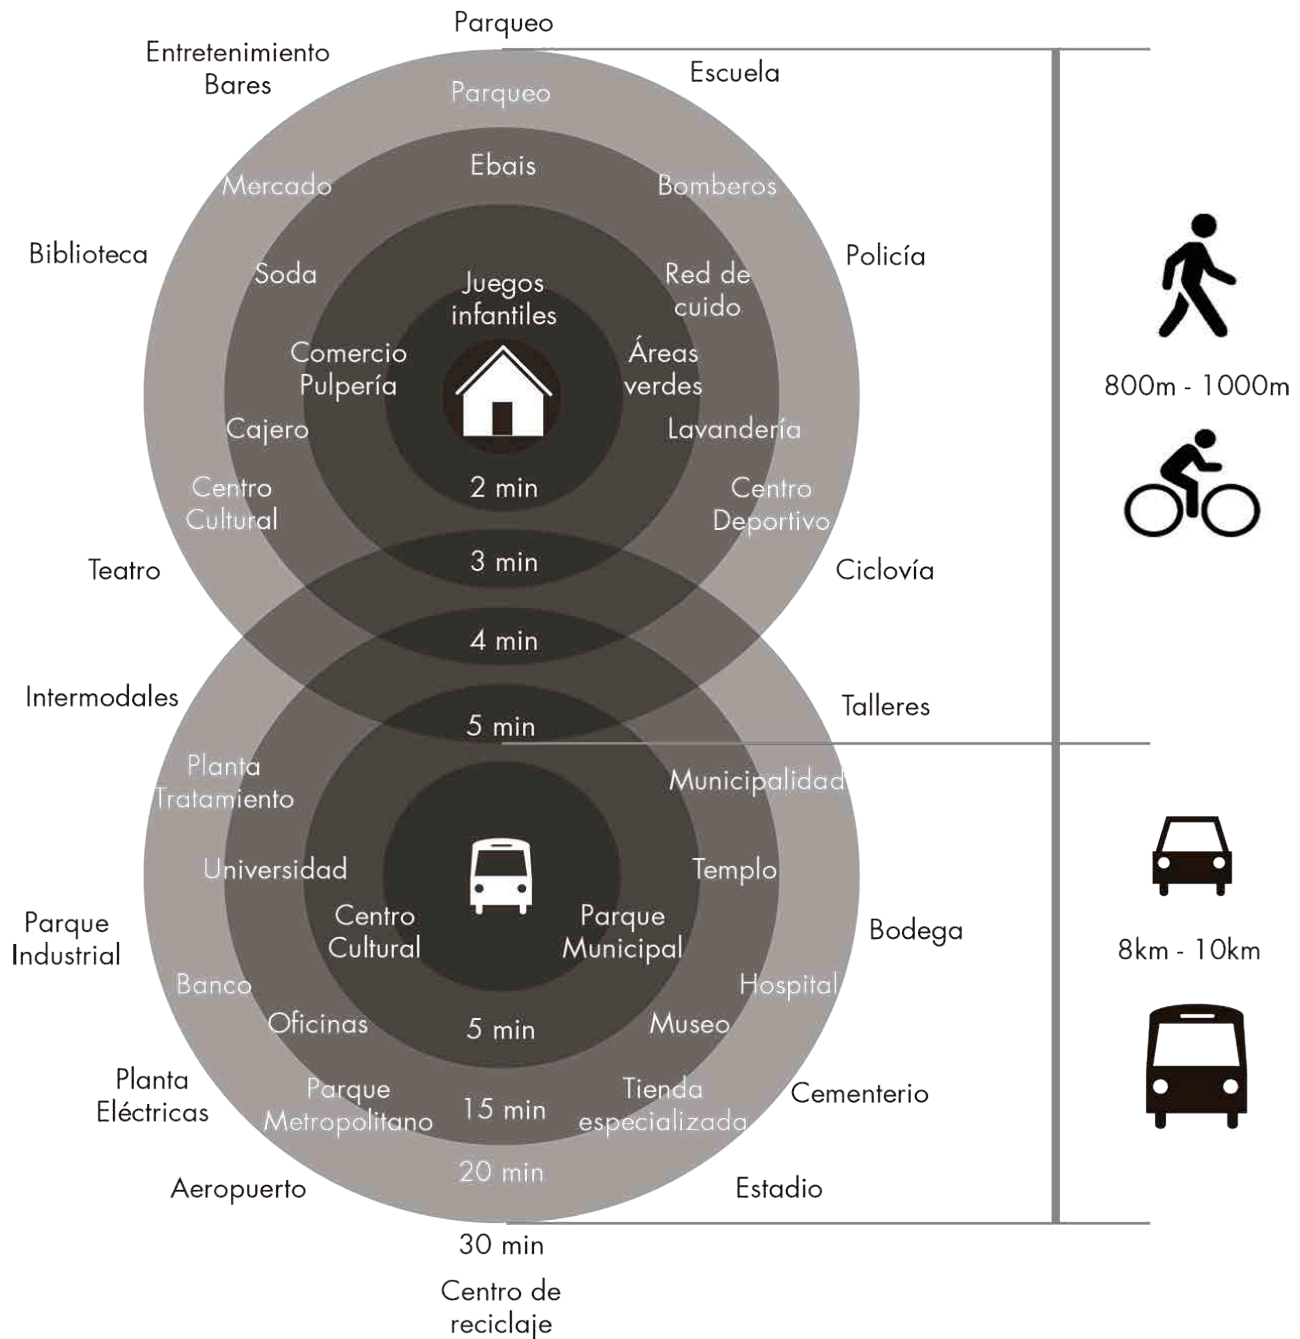 Parqueo
Entretenimiento
Bares
Escuela
Parqueo
Ebais
Mercado
Bomberos
Biblioteca
Policía
Soda
Red de
cuido
Juegos
infantiles
Comercio
Pulpería
Áreas
verdes
800m - 1000m
Cajero
Lavandería
Centro
Cultural
2 min
Centro
Deportivo
3 min
Teatro
Ciclovía
4 min
Intermodales
Talleres
5 min
Planta
Tratamiento
Municipalidad
Universidad
Templo
Centro
Cultural
Parque
Municipal
Parque
Industrial
Bodega
8km - 10km
Banco
Hospital
Oficinas
5 min
Museo
Planta
Eléctricas
Parque
Metropolitano
15 min
Tienda
especializada
Cementerio
20 min
Aeropuerto
Estadio
30 min
Centro de
reciclaje